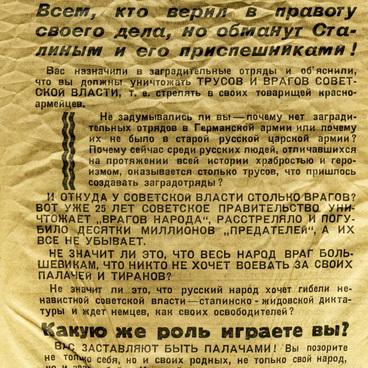 Всем, кто верил в правоту
своего дела, но обманут Ста-
линым и его приспешниками!
Вас назначили в заградительные отряды и об'яснили,
что вы должны уничтожать ТРУСОВ И ВРАГОВ СОВЕТ-
СКОЙ ВЛАСТИ, т. е. стрелять в своих товарищей красно-
армейцев.
Не задумывались ли вы—почему нет загради-
тельных отрядов в Германской армии или почему
их не было в старой русской царской армии?
Почему сейчас среди русских людей, отличавшихся
на протяжении всей истории храбростью и геро-
измом, оказывается столько трусов, что пришлось
создавать заградотряды?
И ОТКУДА У СОВЕТСКОЙ ВЛАСТИ СТОЛЬКО ВРАГОВ?
ВОТ УЖЕ 25 ЛЕТ СОВЕТСКОЕ ПРАВИТЕЛЬСТВО УНИ-
ЧТОЖАЕТ „ВРАГОВ НАРОДА", РАССТРЕЛЯЛО И ПОГУ-
БИЛО ДЕСЯТКИ МИЛЛИОНОВ „ПРЕДАТЕЛЕЙ", А ИХ
ВСЕ НЕ УБЫВАЕТ.
НЕ ЗНАЧИТ ЛИ ЭТО, ЧТО ВЕСЬ НАРОД ВРАГ БОЛЬ-
ШЕВИКАМ, ЧТО НИКТО НЕ ХОЧЕТ ВОЕВАТЬ ЗА СВОИХ
ПАЛАЧЕЙ И ТИРАНОВ?
Не значит ли это, что русский народ хочет гибели не-
навистной советской власти—сталинско-жидовской дикта-
туры и ждет немцев, как своих освободителей?
Какую же роль играете вы?
ВАС ЗАСТАВЛЯЮТ БЫТЬ ПАЛАЧАМИ! Вы позорите
не только себя, но и своих родных, не только свой народ,